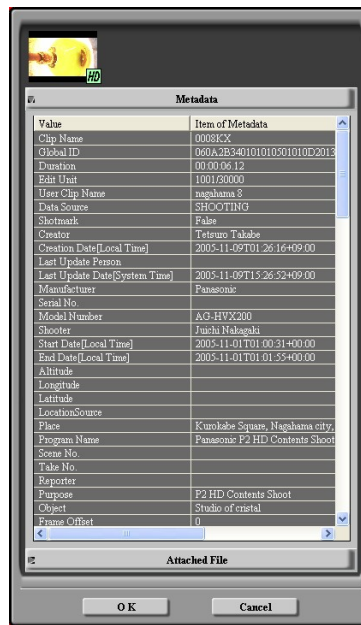 HD
Metadata
Value Item of Metadata
Clip Name 0008KX
Global ID 060A2B340101010501010D2013
Duration 00:00:06.12
Edit Unit 1001/30000
User Clip Name nagahama 8
Data Source SHOOTING
Shotmark False
Creator Tetsuro Takabe
Creation Date[Local Time] 2005-11-09T01:26:16+09:00
Last Update Person
Last Update Date[System Time] 2005-11-09T15:26:52+09:00
Manufacturer Panasonic
Serial No.
Model Number AG-HVX200
Shooter Juichi Nakagaki
Start Date[Local Time] 2005-11-01T01:00:31+00:00
End Date[Local Time] 2005-11-01T01:01:55+00:00
Altitude
Longitude
Latitude
LocationSource
Place Kurokabe Square, Nagahama city,
Program Name Panasonic P2 HD Contents Shoot
Scene No.
Take No.
Reporter
Purpose P2 HD Contents Shoot
Object Studio of cristal
Frame Offset 0
Attached File
OK Cancel